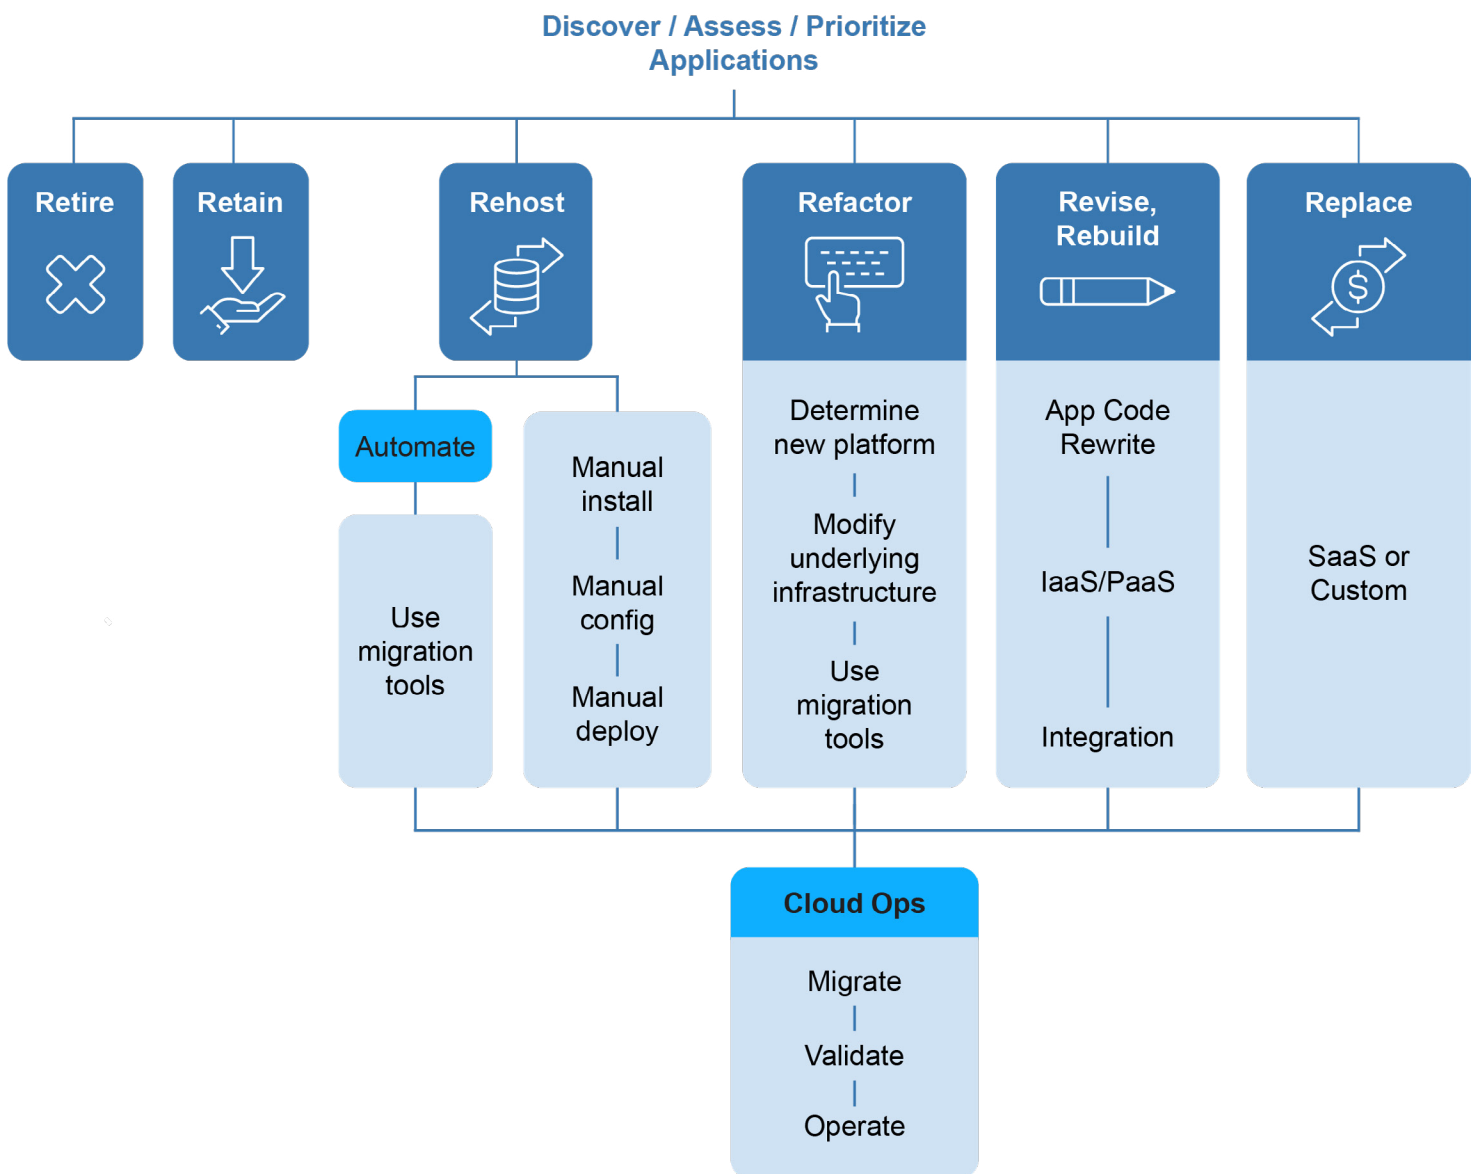 Discover / Assess / Prioritize
Applications
Retire
Retain
Rehost
Refactor
Revise,
Rebuild
Replace
$
Automate
Use
migration
tools
Manual
install
Manual
config
Manual
deploy
Determine
new platform
Modify
underlying
infrastructure
Use
migration
tools
App Code
Rewrite
IaaS/PaaS
Integration
SaaS or
Custom
Cloud Ops
Migrate
Validate
Operate